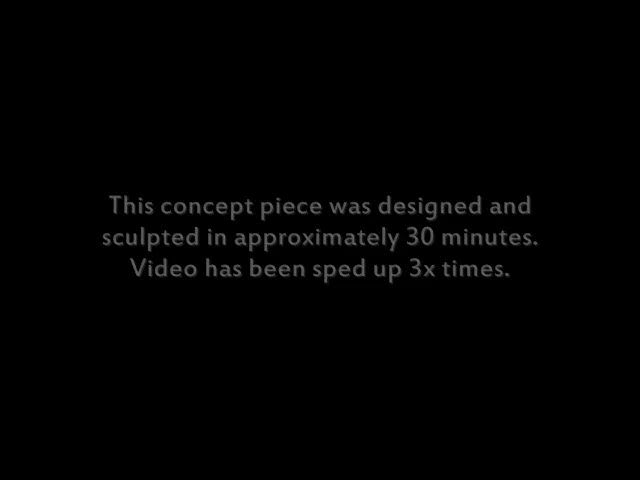 This concept piece was designed and
sculpted in approximately 30 minutes.
Video has been sped up 3x times.